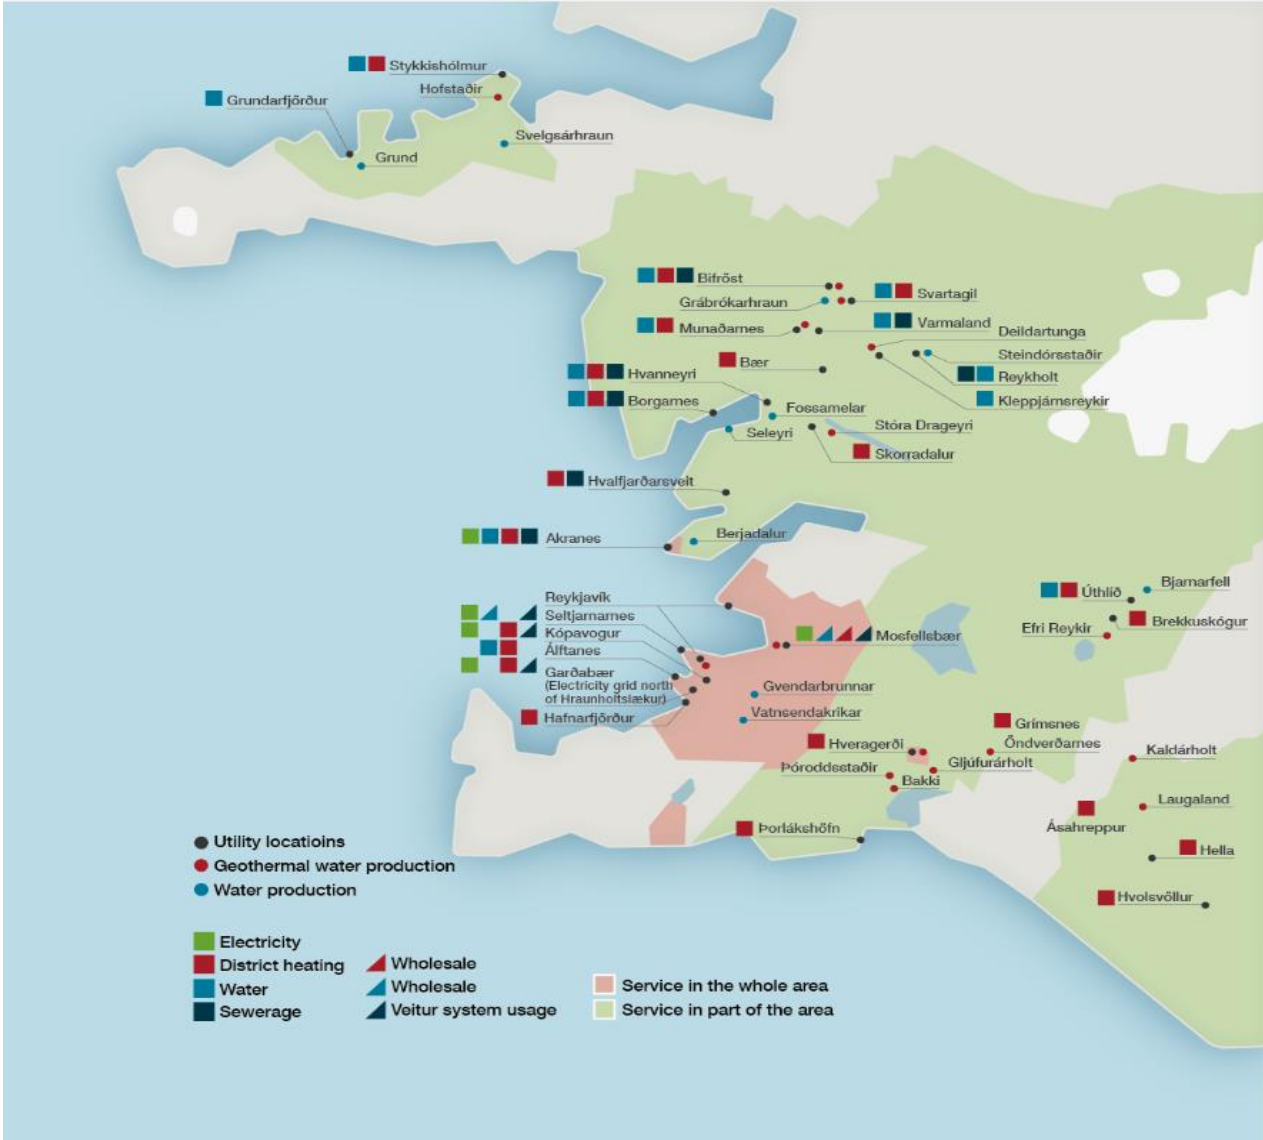 Stykkishólmur
Hofstaðir
Grundarfjörður
Svelgsárhraun
Grund
Bifröst
Grábrókarhraun
Svartagil
Munaðarnes
Varmaland
Deildartunga
Bær
Steindórsstaðir
Hvanneyri
Reykholt
Borgarnes
Kleppjárnsreykir
Fossamelar
Seleyri
Stóra Drageyri
Skorradalur
Hvalfjarðarsveit
Akranes
Berjadalur
Reykjavík
Seltjarnarnes
Kópavogur
Álftanes
Garðabær
(Electricity grid north
of Hraunholtslækur)
Hafnarfjörður
Mosfellsbær
Úthlíð
Bjarnarfell
Efri Reykir
Brekkuskógur
Gvendarbrunnar
Vatnsendakrikar
Grímsnes
Hveragerði
Öndverðarnes
Kaldárholt
Þóroddsstaðir
Gljúfurárholt
Bakki
Laugaland
Ásahreppur
Þorlákshöfn
Hella
Hvolsvöllur
Utility locatioins
Geothermal water production
Water production
Electricity
District heating
Wholesale
Water
Wholesale
Sewerage
Veitur system usage
Service in the whole area
Service in part of the area